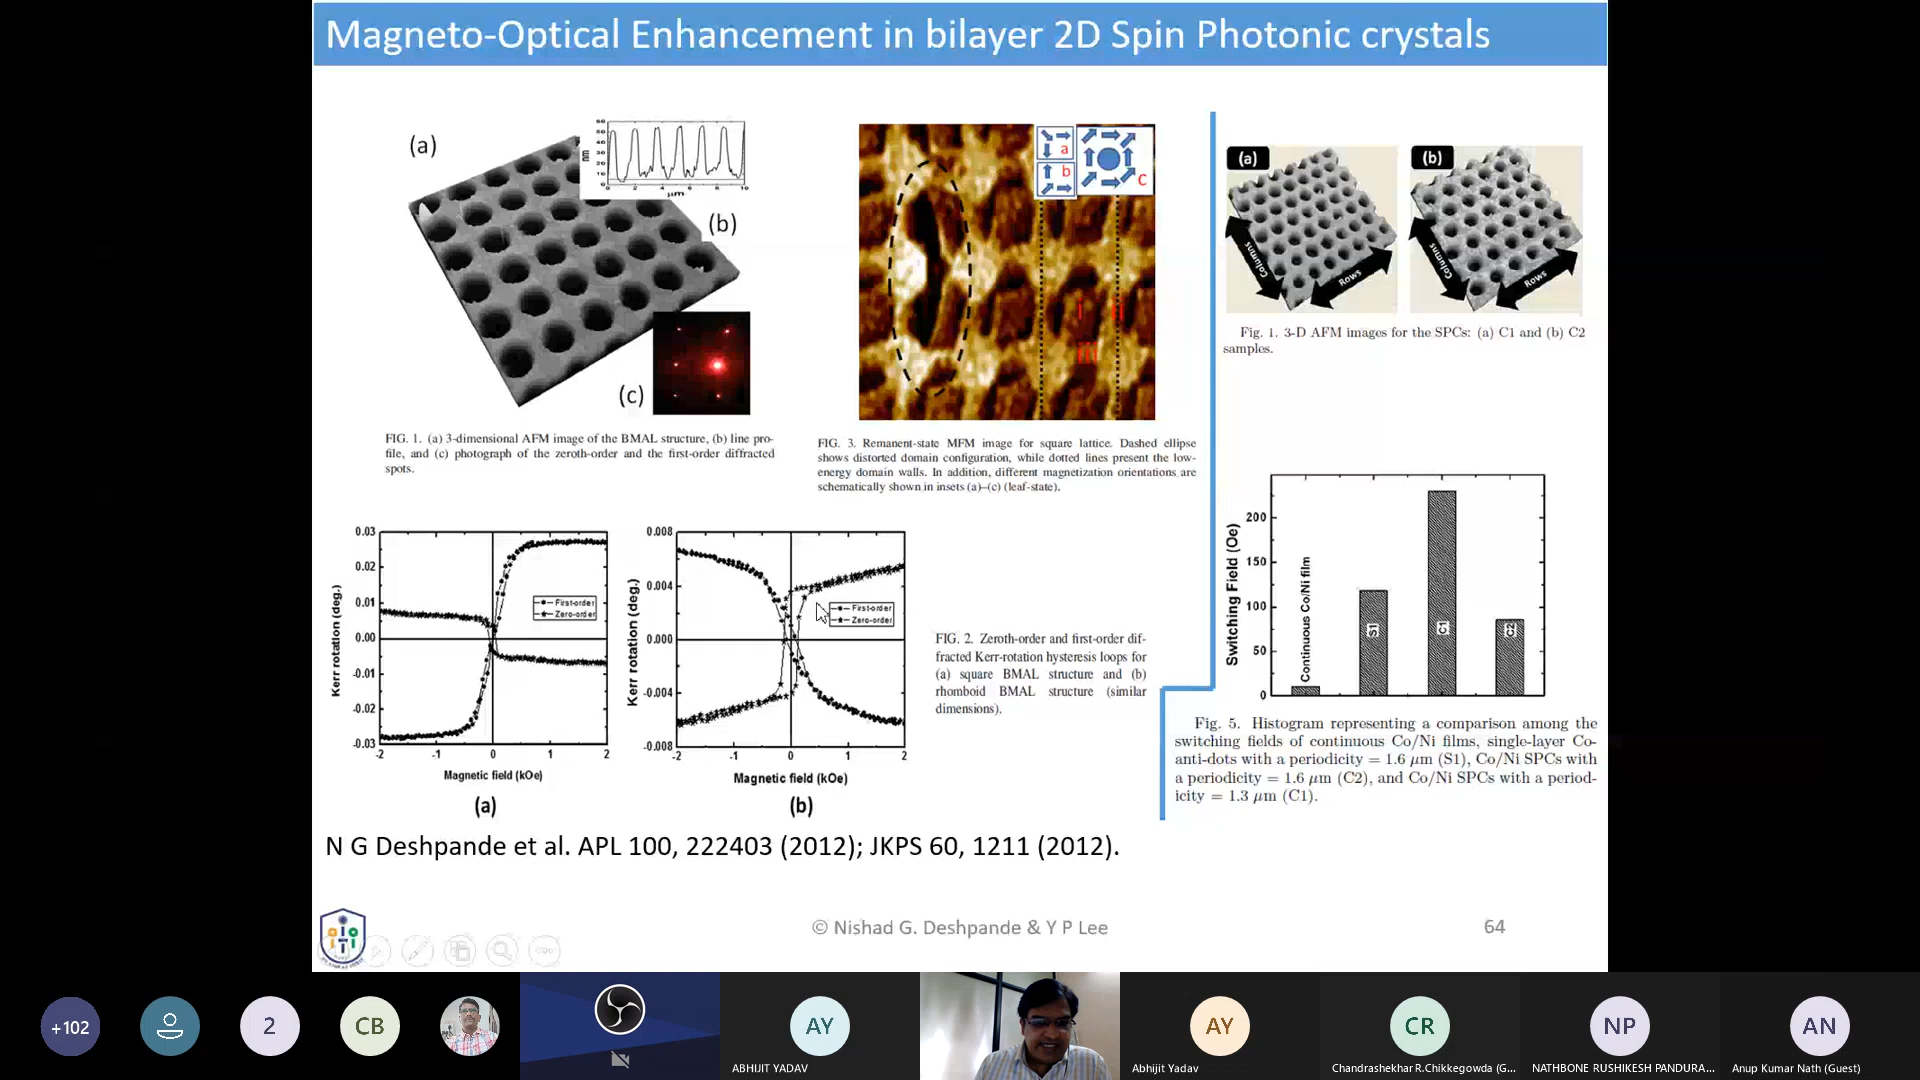 Magneto-Optical Enhancement in bilayer 2D Spin Photonic crystals
(a)
(b)
(c)
nm
μm
FIG. 1. (a) 3-dimensional AFM image of the BMAL structure, (b) line pro-
file, and (c) photograph of the zeroth-order and the first-order diffracted
spots.
a
b
c
I
II
III
FIG. 3. Remanent-state MFM image for square lattice. Dashed ellipse
shows distorted domain configuration, while dotted lines present the low-
energy domain walls. In addition, different magnetization orientations are
schematically shown in insets (a)–(c) (leaf-state).
(a)
Columns
Rows
(b)
Columns
Rows
Fig. 1. 3-D AFM images for the SPCs: (a) C1 and (b) C2
samples.
Kerr rotation (deg.)
0.03
0.02
0.01
0.00
-0.01
-0.02
-0.03
First-order
Zero-order
-2 -1 0 1 2
Magnetic field (kOe)
(a)
Kerr rotation (deg.)
0.008
0.004
0.000
-0.004
-0.008
First-order
Zero-order
-2 -1 0 1 2
Magnetic field (kOe)
(b)
FIG. 2. Zeroth-order and first-order dif-
fracted Kerr-rotation hysteresis loops for
(a) square BMAL structure and (b)
rhomboid BMAL structure (similar
dimensions).
Switching Field (Oe)
200
150
100
50
0
Continuous Co/Ni film
S1
C1
C2
Fig. 5. Histogram representing a comparison among the
switching fields of continuous Co/Ni films, single-layer Co-
anti-dots with a periodicity = 1.6 μm (S1), Co/Ni SPCs with
a periodicity = 1.6 μm (C2), and Co/Ni SPCs with a period-
icity = 1.3 μm (C1).
N G Deshpande et al. APL 100, 222403 (2012); JKPS 60, 1211 (2012).
© Nishad G. Deshpande & Y P Lee
64
+102
2
CB
AY
ABHIJIT YADAV
AY
Abhijit Yadav
CR
Chandrashekhar R.Chikkegowda (G...
NP
NATHBONE RUSHIKESH PANDURA...
AN
Anup Kumar Nath (Guest)